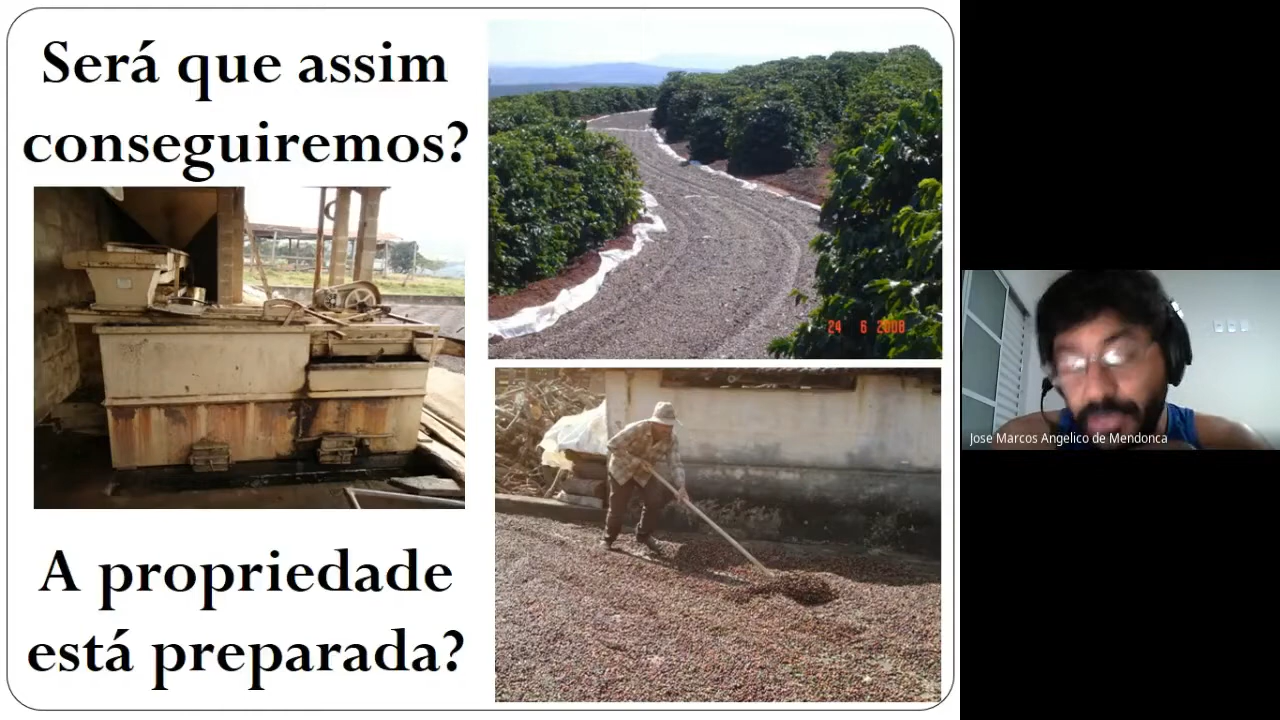 Será que assim
conseguiremos?
24 6 2008
Jose Marcos Angelico de Mendonca
A propriedade
está preparada?